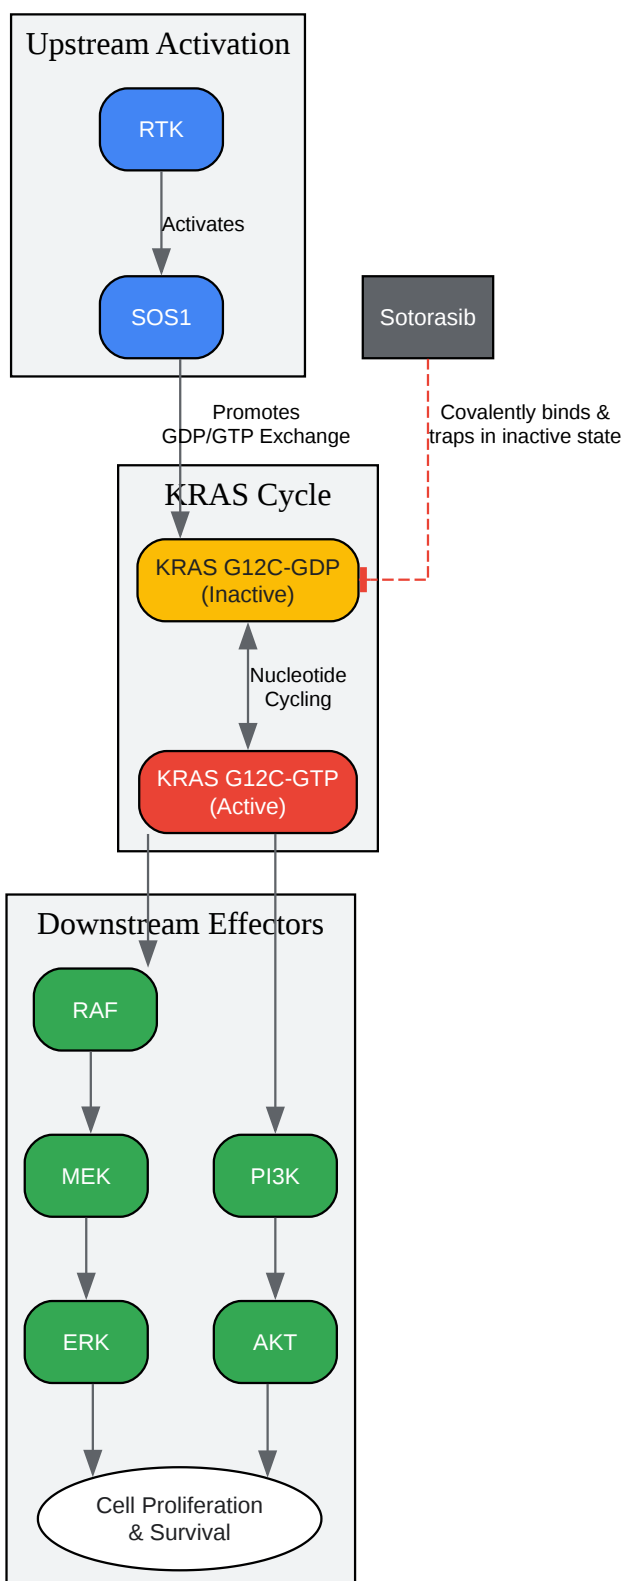 Upstream Activation
RTK
Activates
SOS1
Sotorasib
Promotes
GDP/GTP Exchange
Covalently binds &
traps in inactive state
KRAS Cycle
KRAS G12C-GDP
(Inactive)
Nucleotide
Cycling
KRAS G12C-GTP
(Active)
Downstream Effectors
RAF
MEK
PI3K
ERK
AKT
Cell Proliferation
& Survival